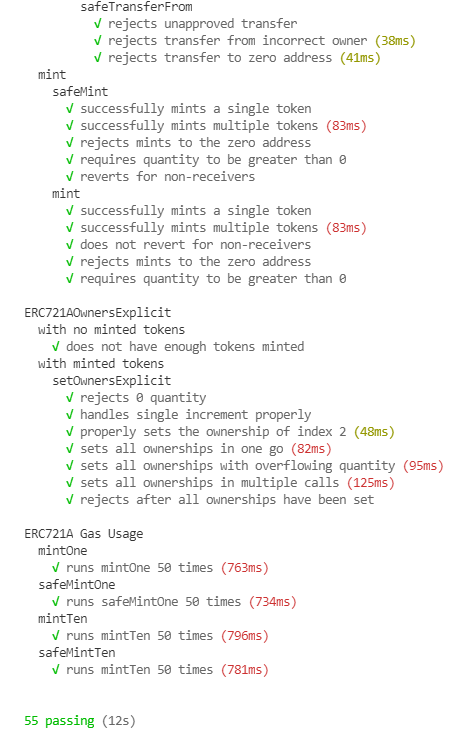 safeTransferFrom
√ rejects unapproved transfer
√ rejects transfer from incorrect owner (38ms)
√ rejects transfer to zero address (41ms)
mint
safeMint
√ successfully mints a single token
√ successfully mints multiple tokens (83ms)
√ rejects mints to the zero address
√ requires quantity to be greater than 0
√ reverts for non-receivers
mint
√ successfully mints a single token
√ successfully mints multiple tokens (83ms)
√ does not revert for non-receivers
√ rejects mints to the zero address
√ requires quantity to be greater than 0
ERC721AOwnersExplicit
with no minted tokens
√ does not have enough tokens minted
with minted tokens
setOwnersExplicit
√ rejects 0 quantity
√ handles single increment properly
√ properly sets the ownership of index 2 (48ms)
√ sets all ownerships in one go (82ms)
√ sets all ownerships with overflowing quantity (95ms)
√ sets all ownerships in multiple calls (125ms)
√ rejects after all ownerships have been set
ERC721A Gas Usage
mintOne
√ runs mintOne 50 times (763ms)
safeMintOne
√ runs safeMintOne 50 times (734ms)
mintTen
√ runs mintTen 50 times (796ms)
safeMintTen
√ runs mintTen 50 times (781ms)
55 passing (12s)